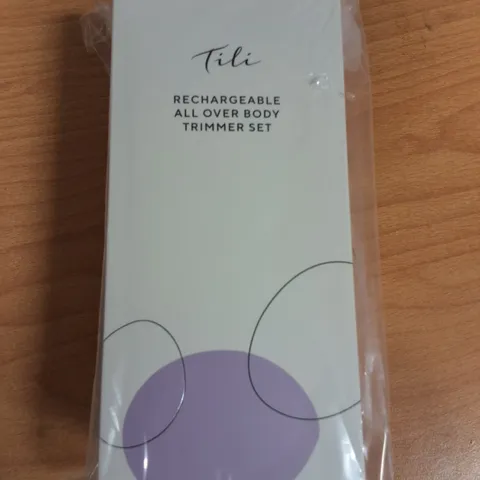 Tili
RECHARGEABLE
ALL OVER BODY
TRIMMER SET